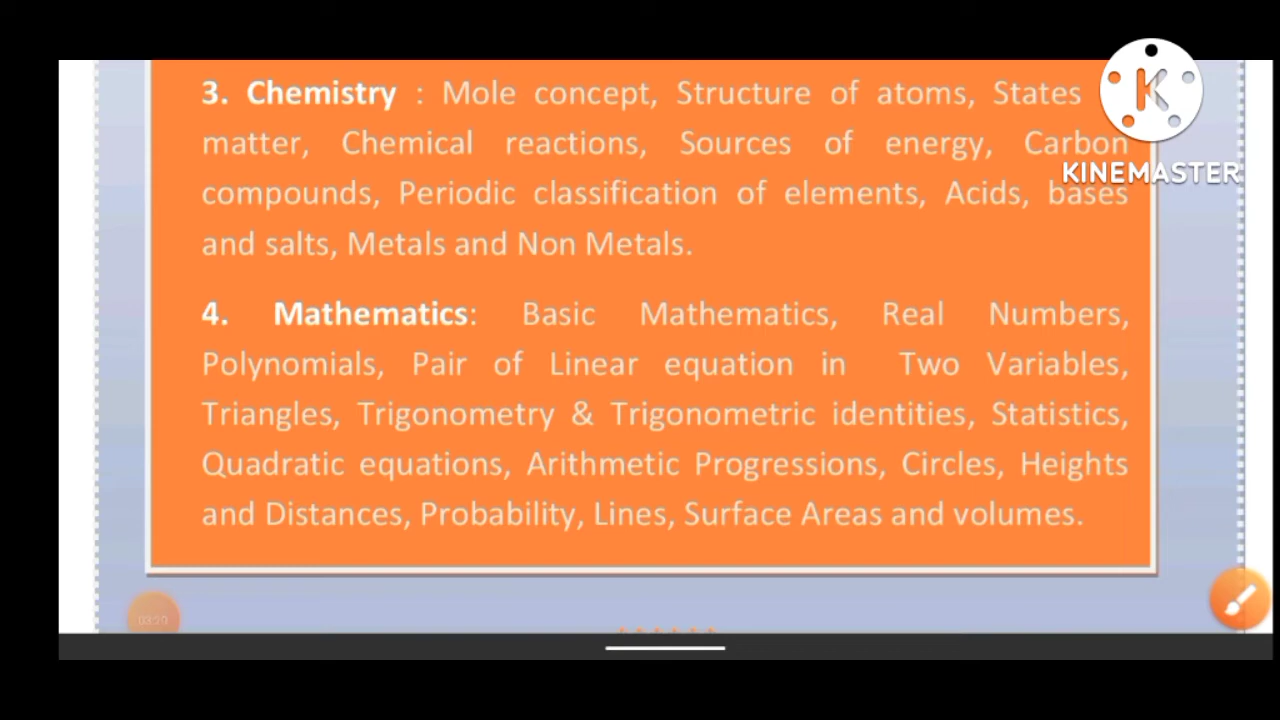 3. Chemistry : Mole concept, Structure of atoms, States
matter, Chemical reactions, Sources of energy, Carbon
compounds, Periodic classification of elements, Acids, bases
and salts, Metals and Non Metals.
4. Mathematics: Basic Mathematics, Real Numbers,
Polynomials, Pair of Linear equation in Two Variables,
Triangles, Trigonometry & Trigonometric identities, Statistics,
Quadratic equations, Arithmetic Progressions, Circles, Heights
and Distances, Probability, Lines, Surface Areas and volumes.
K
KINEMASTER